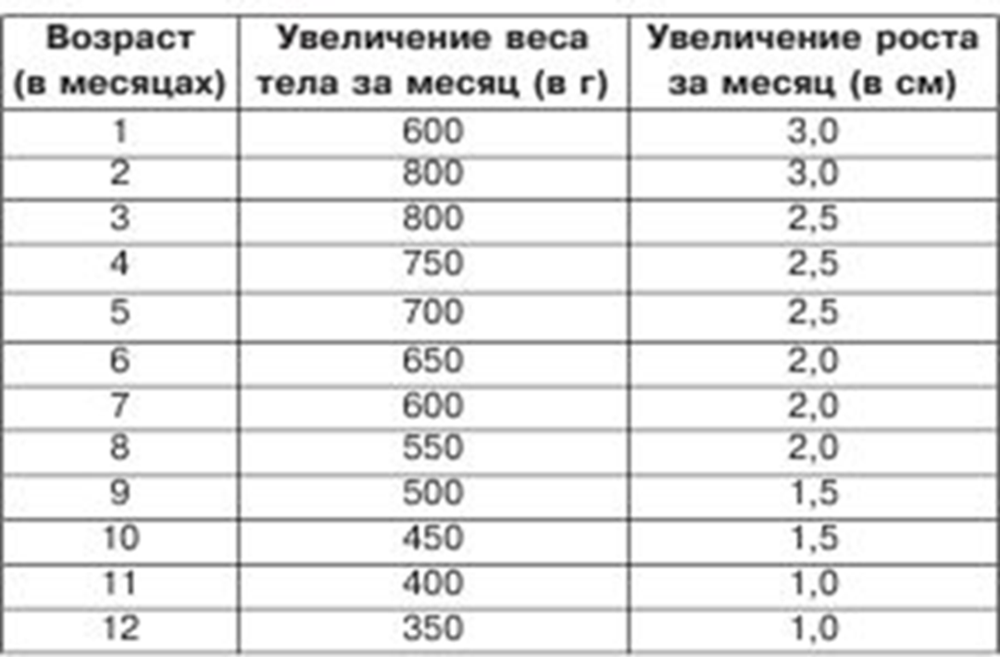 Возраст (в месяцах) Увеличение веса тела за месяц (в г) Увеличение роста за месяц (в см)
1 600 3,0
2 800 3,0
3 800 2,5
4 750 2,5
5 700 2,5
6 650 2,0
7 600 2,0
8 550 2,0
9 500 1,5
10 450 1,5
11 400 1,0
12 350 1,0